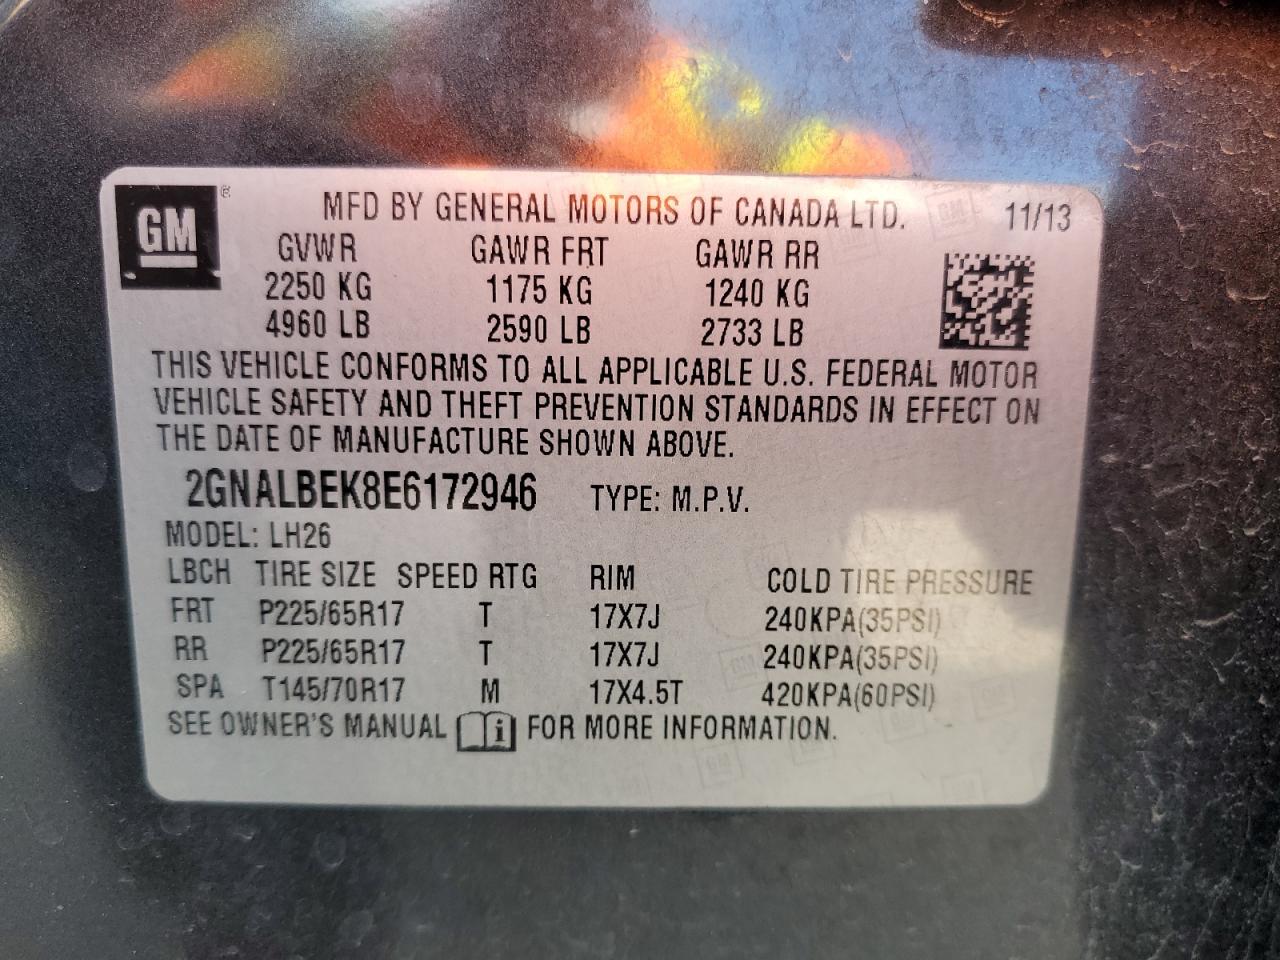 GM ® MFD BY GENERAL MOTORS OF CANADA LTD. 11/13
GVWR GAWR FRT GAWR RR
2250 KG 1175 KG 1240 KG
4960 LB 2590 LB 2733 LB
THIS VEHICLE CONFORMS TO ALL APPLICABLE U.S. FEDERAL MOTOR
VEHICLE SAFETY AND THEFT PREVENTION STANDARDS IN EFFECT ON
THE DATE OF MANUFACTURE SHOWN ABOVE.
2GNALBEK8E6172946 TYPE: M.P.V.
MODEL: LH26
LBCH TIRE SIZE SPEED RTG RIM COLD TIRE PRESSURE
FRT P225/65R17 T 17X7J 240KPA(35PSI)
RR P225/65R17 T 17X7J 240KPA(35PSI)
SPA T145/70R17 M 17X4.5T 420KPA(60PSI)
SEE OWNER'S MANUAL i FOR MORE INFORMATION.